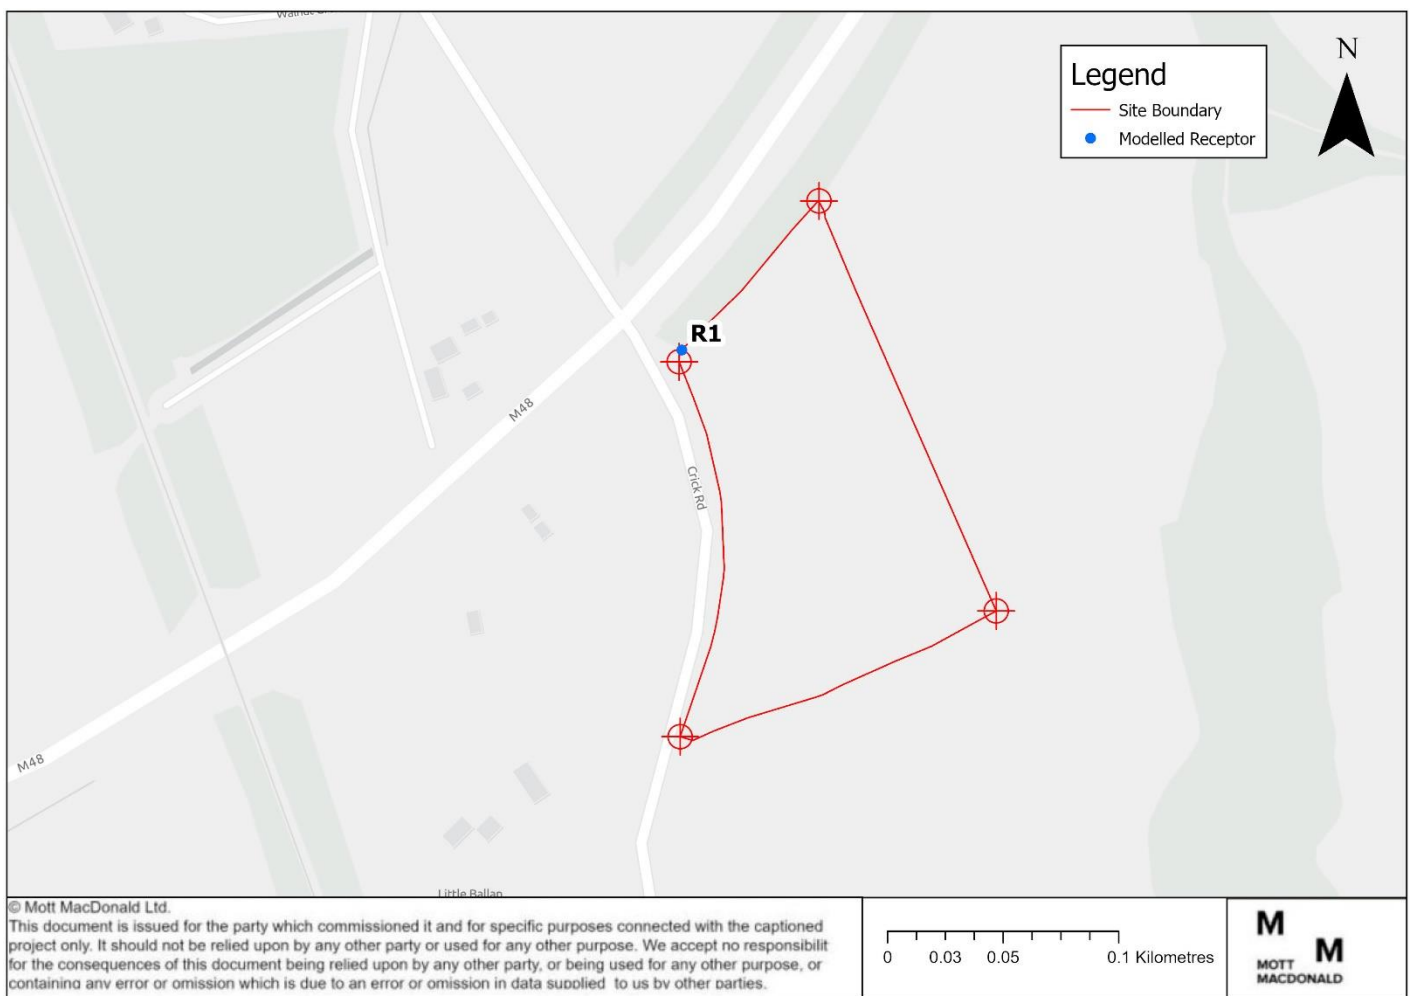 Walnut
N
Legend
Site Boundary
Modelled Receptor
R1
M48
Crick Rd
M48
Little Ballan
© Mott MacDonald Ltd.
This document is issued for the party which commissioned it and for specific purposes connected with the captioned
project only. It should not be relied upon by any other party or used for any other purpose. We accept no responsibilit
for the consequences of this document being relied upon by any other party, or being used for any other purpose, or
containing any error or omission which is due to an error or omission in data supplied to us by other parties.
0 0.03 0.05 0.1 Kilometres
M
M
MOTT
MACDONALD